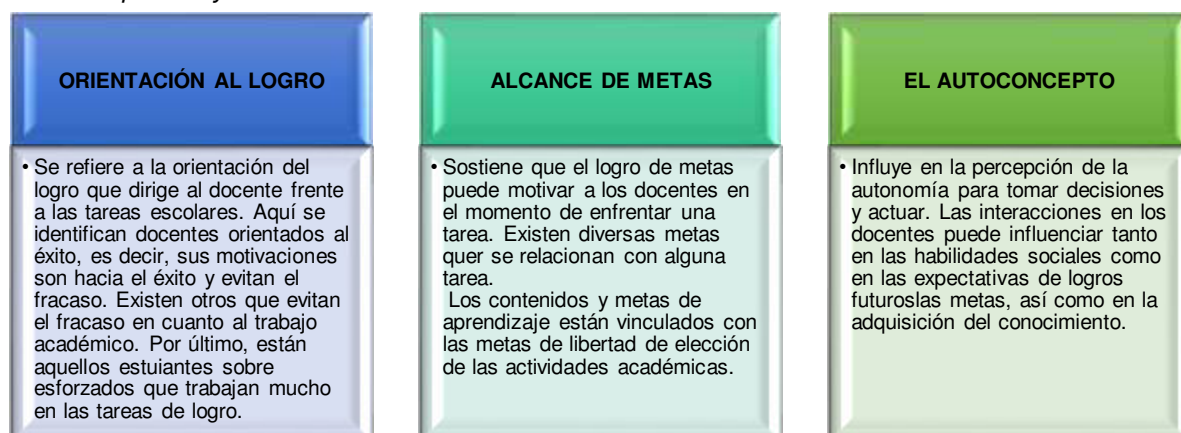 ORIENTACIÓN AL LOGRO
• Se refiere a la orientación del
logro que dirige al docente frente
a las tareas escolares. Aquí se
identifican docentes orientados al
éxito, es decir, sus motivaciones
son hacia el éxito y evitan el
fracaso. Existen otros que evitan
el fracaso en cuanto al trabajo
académico. Por último, están
aquellos estuiantes sobre
esforzados que trabajan mucho
en las tareas de logro.
ALCANCE DE METAS
• Sostiene que el logro de metas
puede motivar a los docentes en
el momento de enfrentar una
tarea. Existen diversas metas
quer se relacionan con alguna
tarea.
Los contenidos y metas de
aprendizaje están vinculados con
las metas de libertad de elección
de las actividades académicas.
EL AUTOCONCEPTO
• Influye en la percepción de la
autonomía para tomar decisiones
y actuar. Las interacciones en los
docentes puede influenciar tanto
en las habilidades sociales como
en las expectativas de logros
futuroslas metas, así como en la
adquisición del conocimiento.